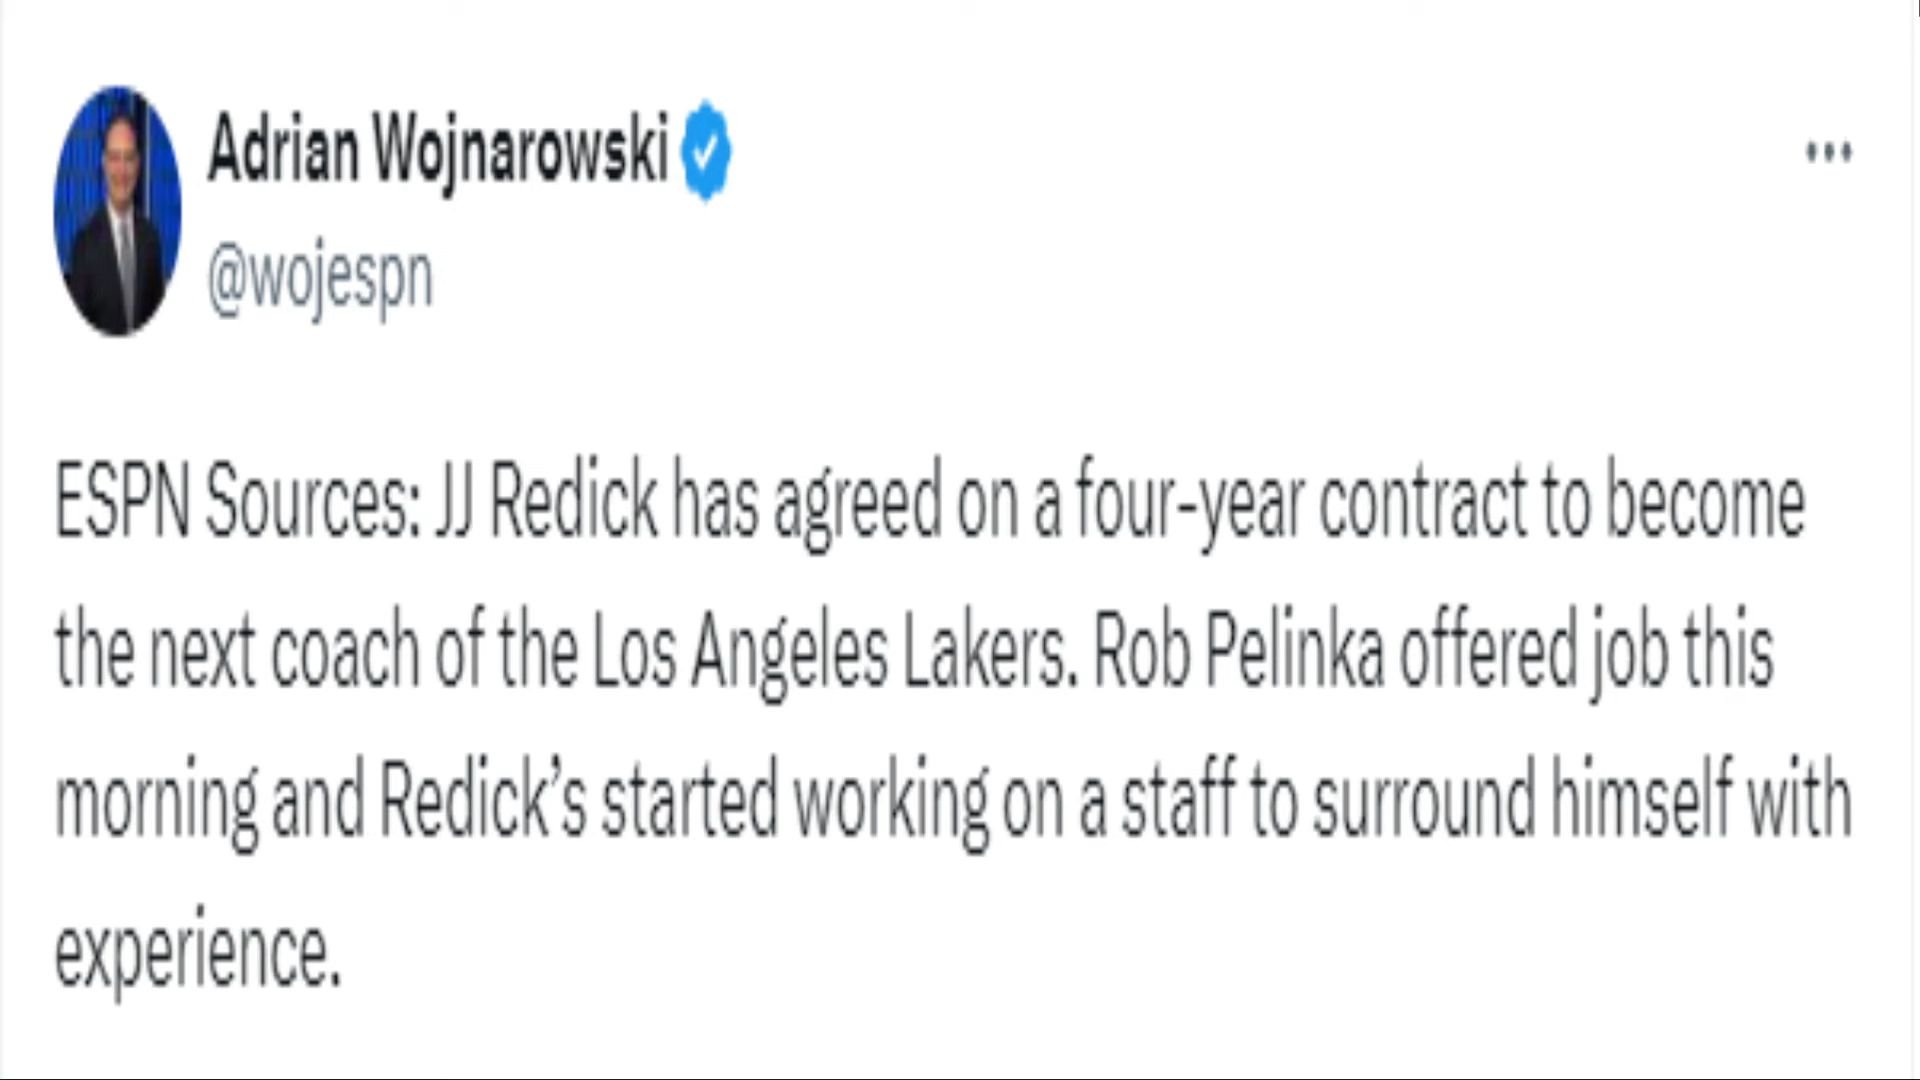 Adrian Wojnarowski
@wojespn
ESPN Sources: JJ Redick has agreed on a four-year contract to become
the next coach of the Los Angeles Lakers. Rob Pelinka offered job this
morning and Redick’s started working on a staff to surround himself with
experience.